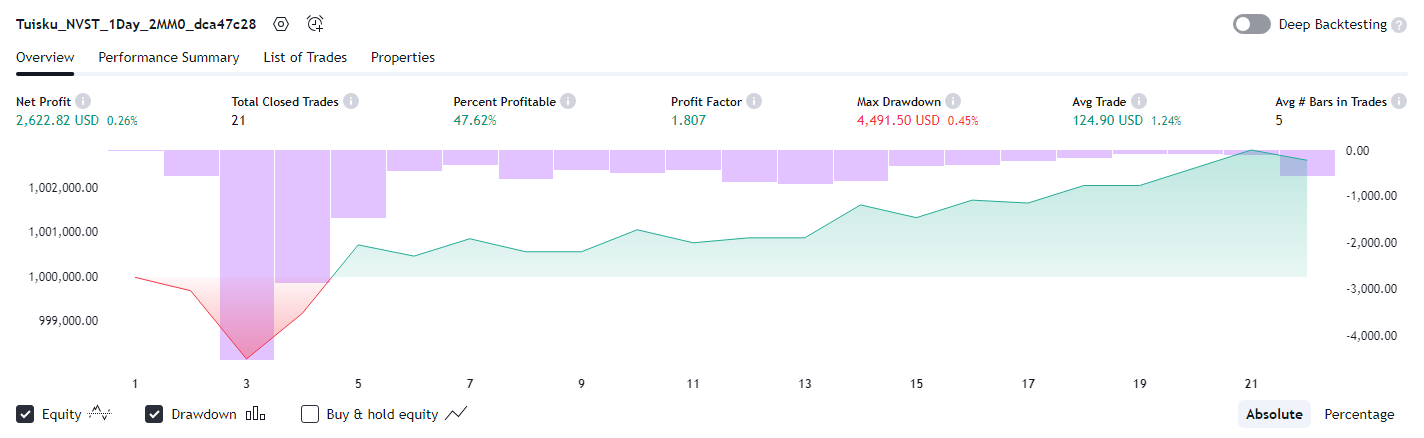 Tuisku_NVST_1Day_2MM0_dca47c28
Deep Backtesting ?
Overview Performance Summary List of Trades Properties
Net Profit Total Closed Trades Percent Profitable Profit Factor Max Drawdown Avg Trade Avg # Bars in Trades
2,622.82 USD 0.26% 21 47.62% 1.807 4,491.50 USD 0.45% 124.90 USD 1.24% 5
0.00
1,002,000.00 -1,000.00
1,001,000.00 -2,000.00
1,000,000.00 -3,000.00
999,000.00 -4,000.00
1 3 5 7 9 11 13 15 17 19 21
Equity Drawdown Buy & hold equity Absolute Percentage